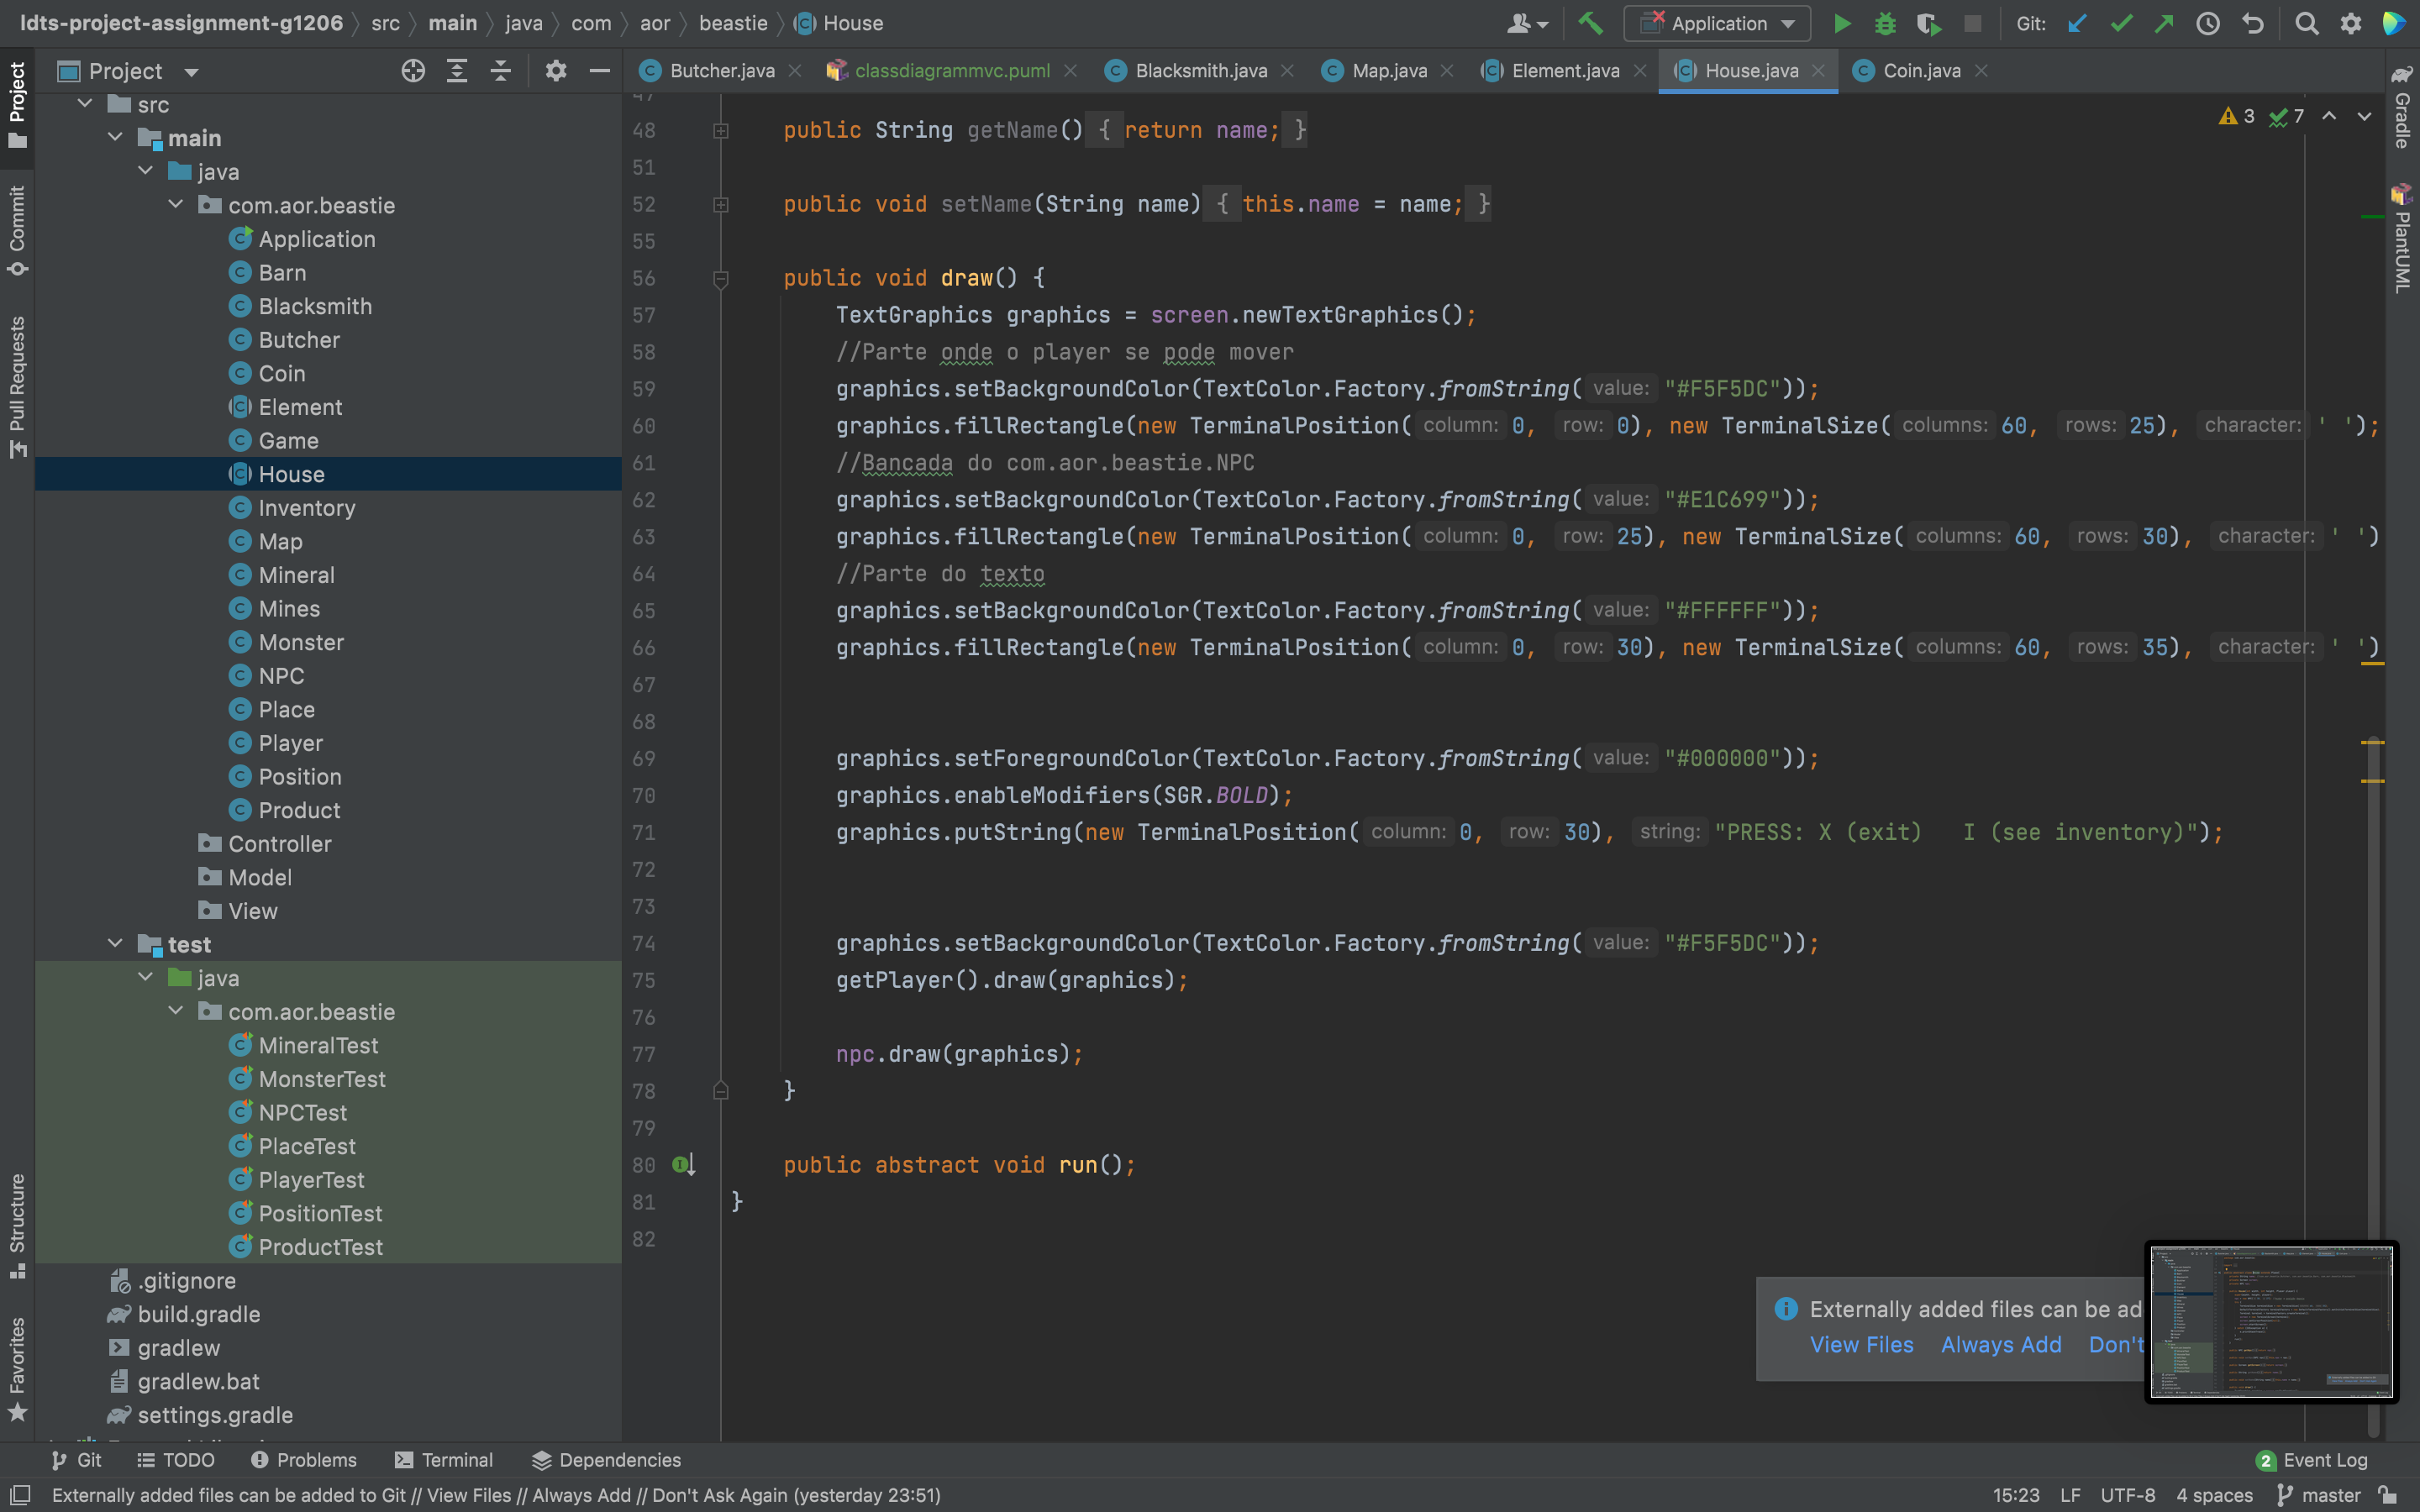 ldts-project-assignment-g1206 src main java com aor beastie House
Application Git:
Project
Butcher.java classdiagrammvc.puml Blacksmith.java Map.java Element.java House.java Coin.java
Project
Commit
Pull Requests
Structure
Favorites
src
main
java
com.aor.beastie
Application
Barn
Blacksmith
Butcher
Coin
Element
Game
House
Inventory
Map
Mineral
Mines
Monster
NPC
Place
Player
Position
Product
Controller
Model
View
test
java
com.aor.beastie
MineralTest
MonsterTest
NPCTest
PlaceTest
PlayerTest
PositionTest
ProductTest
.gitignore
build.gradle
gradlew
gradlew.bat
settings.gradle
3 7
47
48 public String getName() { return name; }
51
52 public void setName(String name) { this.name = name; }
55
56 public void draw() {
57 TextGraphics graphics = screen.newTextGraphics();
58 //Parte onde o player se pode mover
59 graphics.setBackgroundColor(TextColor.Factory.fromString( value: "#F5F5DC"));
60 graphics.fillRectangle(new TerminalPosition( column: 0, row: 0), new TerminalSize( columns: 60, rows: 25), character: ' ');
61 //Bancada do com.aor.beastie.NPC
62 graphics.setBackgroundColor(TextColor.Factory.fromString( value: "#E1C699"));
63 graphics.fillRectangle(new TerminalPosition( column: 0, row: 25), new TerminalSize( columns: 60, rows: 30), character: ' ')
64 //Parte do texto
65 graphics.setBackgroundColor(TextColor.Factory.fromString( value: "#FFFFFF"));
66 graphics.fillRectangle(new TerminalPosition( column: 0, row: 30), new TerminalSize( columns: 60, rows: 35), character: ' ')
67
68
69 graphics.setForegroundColor(TextColor.Factory.fromString( value: "#000000"));
70 graphics.enableModifiers(SGR.BOLD);
71 graphics.putString(new TerminalPosition( column: 0, row: 30), string: "PRESS: X (exit)   I (see inventory)");
72
73
74 graphics.setBackgroundColor(TextColor.Factory.fromString( value: "#F5F5DC"));
75 getPlayer().draw(graphics);
76
77 npc.draw(graphics);
78 }
79
80 public abstract void run();
81 }
82
Gradle
PlantUML
Externally added files can be ad
View Files Always Add Don't
Git TODO Problems Terminal Dependencies
2 Event Log
Externally added files can be added to Git // View Files // Always Add // Don't Ask Again (yesterday 23:51)
15:23 LF UTF-8 4 spaces master